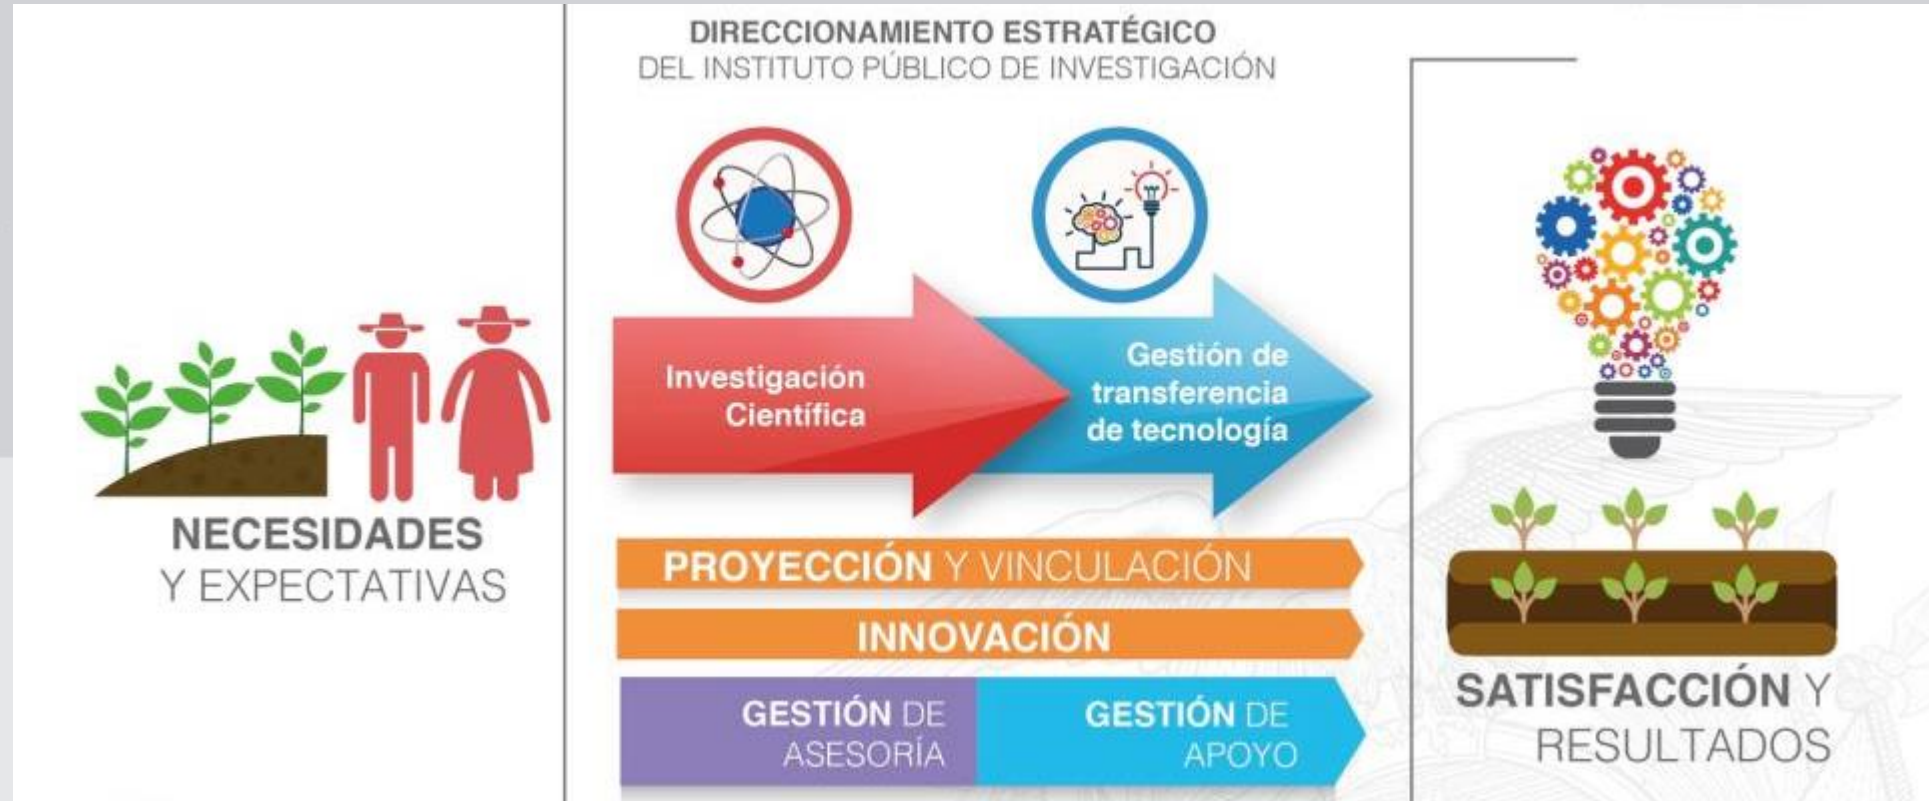 DIRECCIONAMIENTO ESTRATÉGICO
DEL INSTITUTO PÚBLICO DE INVESTIGACIÓN
NECESIDADES
Y EXPECTATIVAS
Investigación
Científica
Gestión de
transferencia
de tecnología
PROYECCIÓN Y VINCULACIÓN
INNOVACIÓN
GESTIÓN DE
ASESORÍA
GESTIÓN DE
APOYO
SATISFACCIÓN Y
RESULTADOS